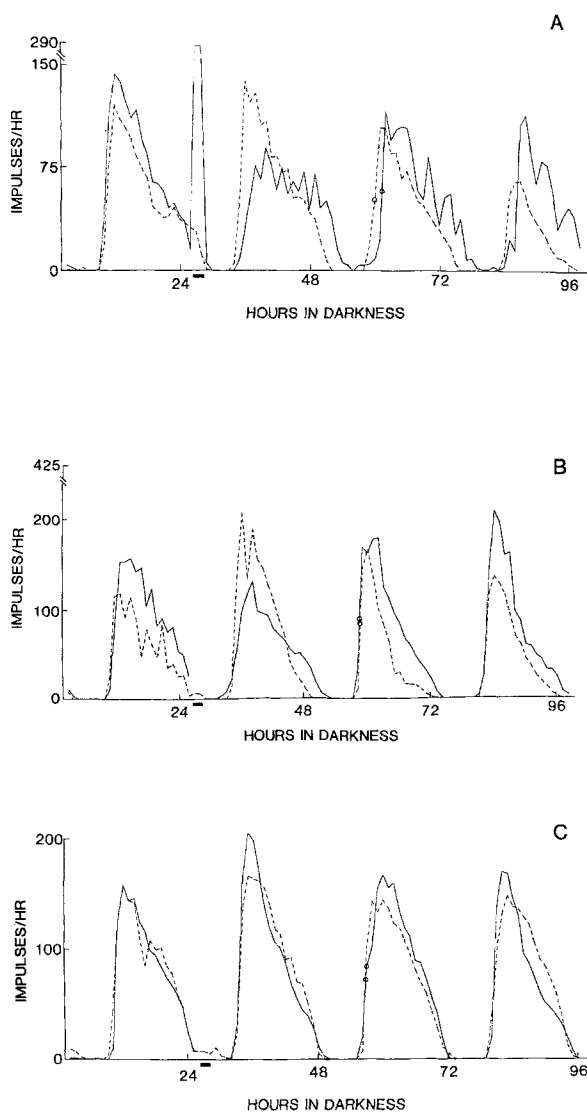 A
290
150
75
0
IMPULSES/HR
24
48
72
96
HOURS IN DARKNESS
B
425
200
100
0
IMPULSES/HR
24
48
72
96
HOURS IN DARKNESS
C
200
100
0
IMPULSES/HR
24
48
72
96
HOURS IN DARKNESS